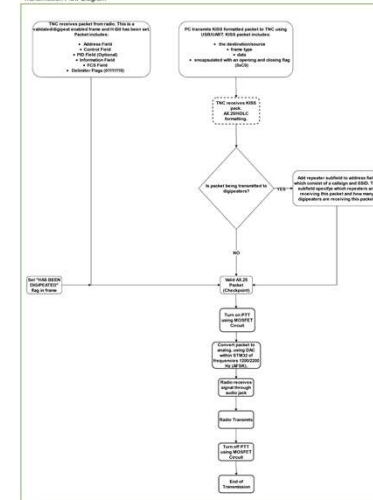 Transmission Flow Diagram
TNC receives packet from radio. This is a
validated/digipeat enabled frame and H-Bit has been set.
Packet includes:
• Address Field
• Control Field
• PID Field (Optional)
• Information Field
• FCS Field
• Delimiter Flags (01111110)
PC transmits KISS formatted packet to TNC using
USB/UART. KISS packet includes:
• the destination/source
• frame type
• data
• encapsulated with an opening and closing flag
(0xC0)
TNC receives KISS
pack.
AX.25/HDLC
formatting.
Is packet being transmitted to
digipeaters?
YES
Add repeater subfield to address fiel
which consist of a callsign and SSID. T
subfield specifys which repeaters are
receiving this packet and how many
digipeaters are receiving this packet
NO
Set "HAS BEEN
DIGIPEATED"
flag in frame
Valid AX.25
Packet
(Checkpoint)
Turn on PTT
using MOSFET
Circuit
Convert packet to
analog, using DAC
within STM32 of
frequencies 1200/2200
Hz (AFSK).
Radio receives
signal through
audio jack
Radio Transmits
Turn off PTT
using MOSFET
Circuit
End of
Transmission